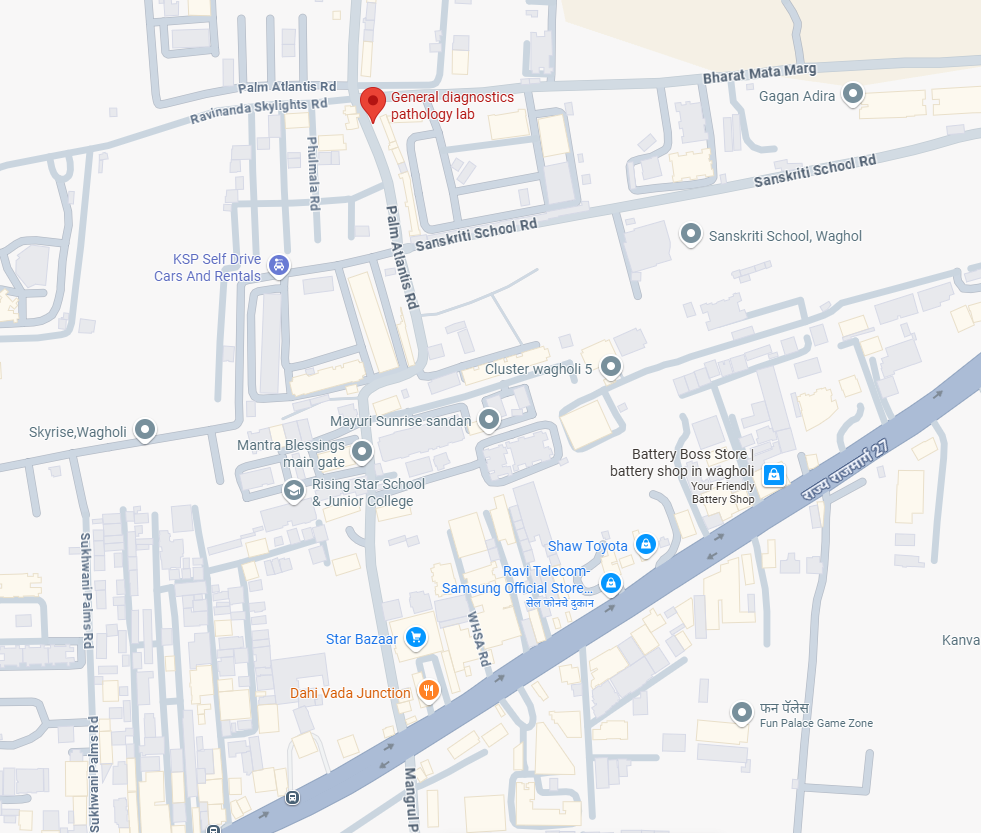 Palm Atlantis Rd
Bharat Mata Marg
Ravinanda Skylights Rd
General diagnostics
pathology lab
Gagan Adira
Phulmala Rd
Sanskriti School Rd
Palm Atlantis Rd
Sanskriti School Rd
Sanskriti School, Waghol
KSP Self Drive
Cars And Rentals
Cluster wagholi 5
Mayuri Sunrise sandan
Skyrise,Wagholi
Mantra Blessings
main gate
Battery Boss Store |
battery shop in wagholi
Your Friendly
Battery Shop
राज्य राजमार्ग 27
Rising Star School
& Junior College
Sukhwani Palms Rd
Shaw Toyota
Ravi Telecom-
Samsung Official Store...
सेल फोनचे दुकान
WHSA Rd
Star Bazaar
Kanva
Dahi Vada Junction
फन पॅलेस
Fun Palace Game Zone
Sukhwani Palms Rd
Mangrul P